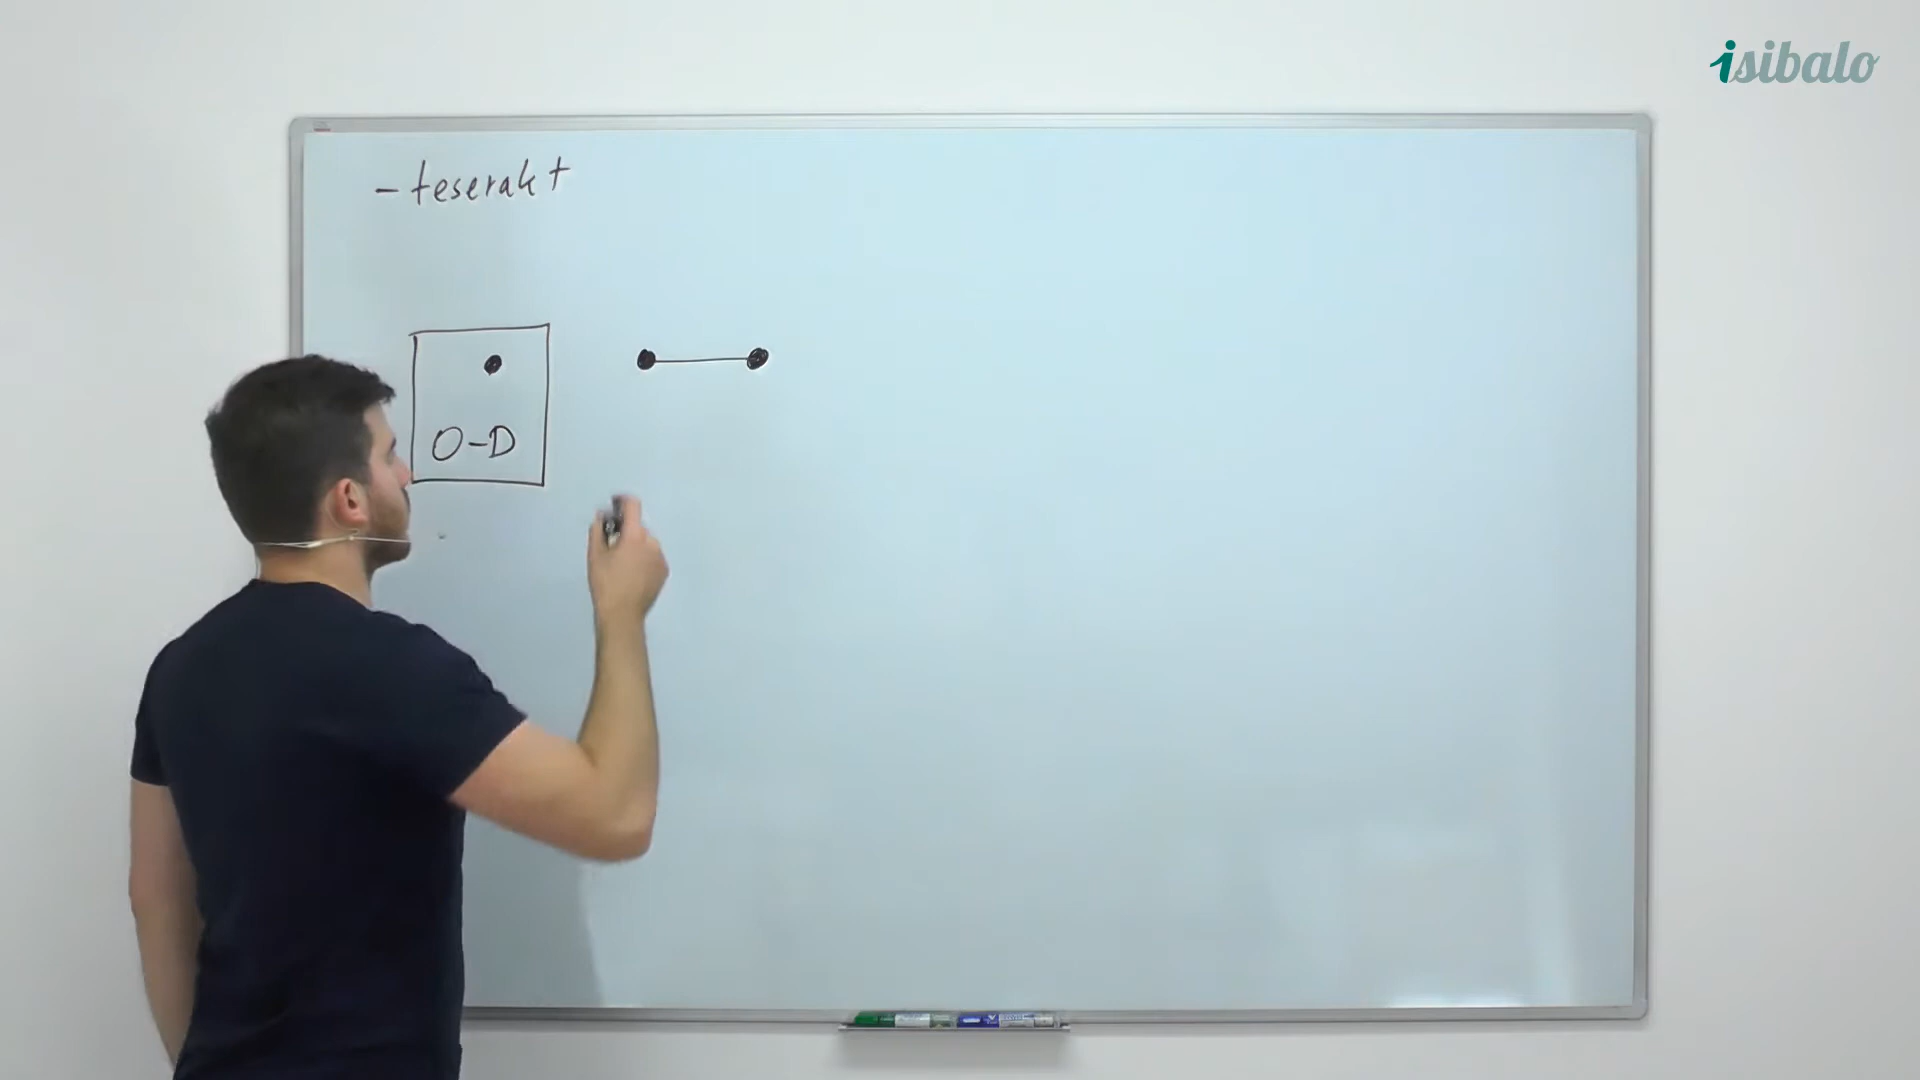 isibalo
- teserakt
0-D